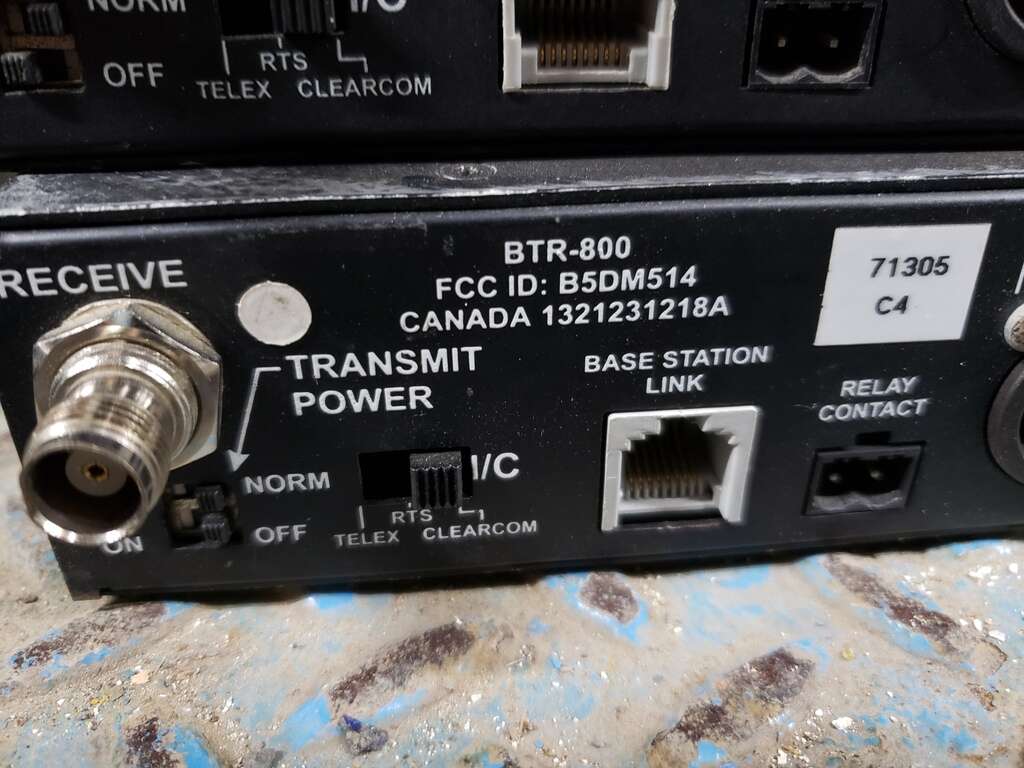 NORM
I/C
OFF
RTS
TELEX CLEARCOM
RECEIVE
BTR-800
FCC ID: B5DM514
CANADA 1321231218A
71305
C4
TRANSMIT
POWER
BASE STATION
LINK
RELAY
CONTACT
NORM
I/C
ON
OFF
RTS
TELEX CLEARCOM